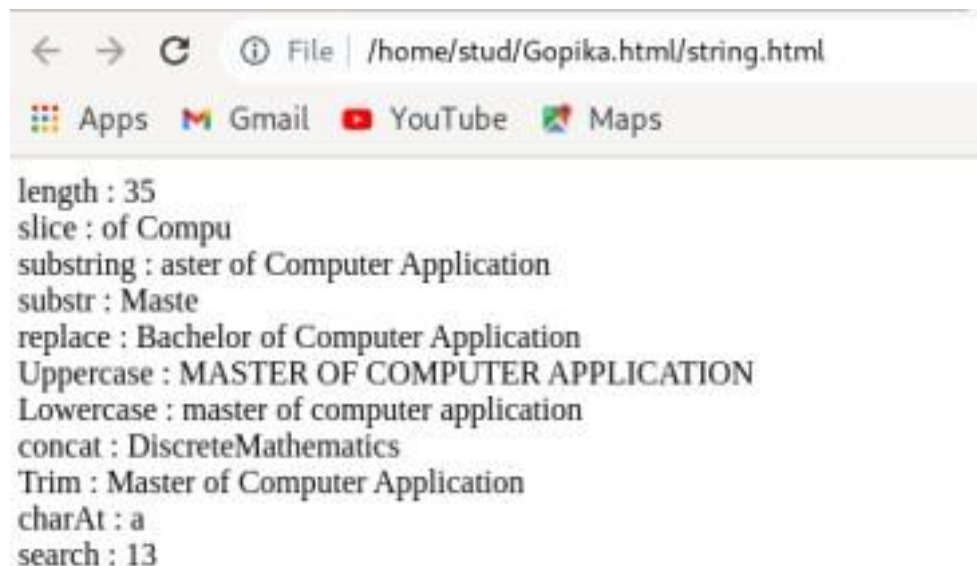 File | /home/stud/Gopika.html/string.html
Apps Gmail YouTube Maps
length : 35
slice : of Compu
substring : aster of Computer Application
substr : Maste
replace : Bachelor of Computer Application
Uppercase : MASTER OF COMPUTER APPLICATION
Lowercase : master of computer application
concat : DiscreteMathematics
Trim : Master of Computer Application
charAt : a
search : 13